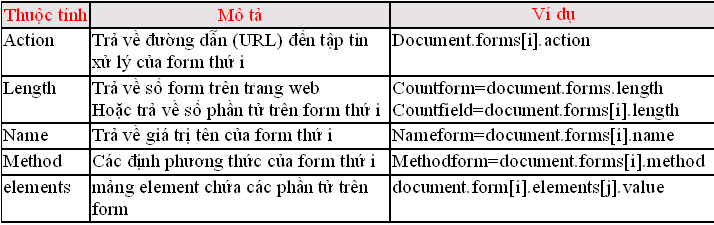 Thuộc tính Mô tả Ví dụ
Action Trả về đường dẫn (URL) đến tập tin Document.forms[i].action
xử lý của form thứ i
Length Trả về số form trên trang web Countform=document.forms.length
Hoặc trả về số phần tử trên form thứ i Countfield=document.forms[i].length
Name Trả về giá trị tên của form thứ i Nameform=document.forms[i].name
Method Các định phương thức của form thứ i Methodform=document.forms[i].method
elements mảng element chứa các phần tử trên document.form[i].elements[j].value
form